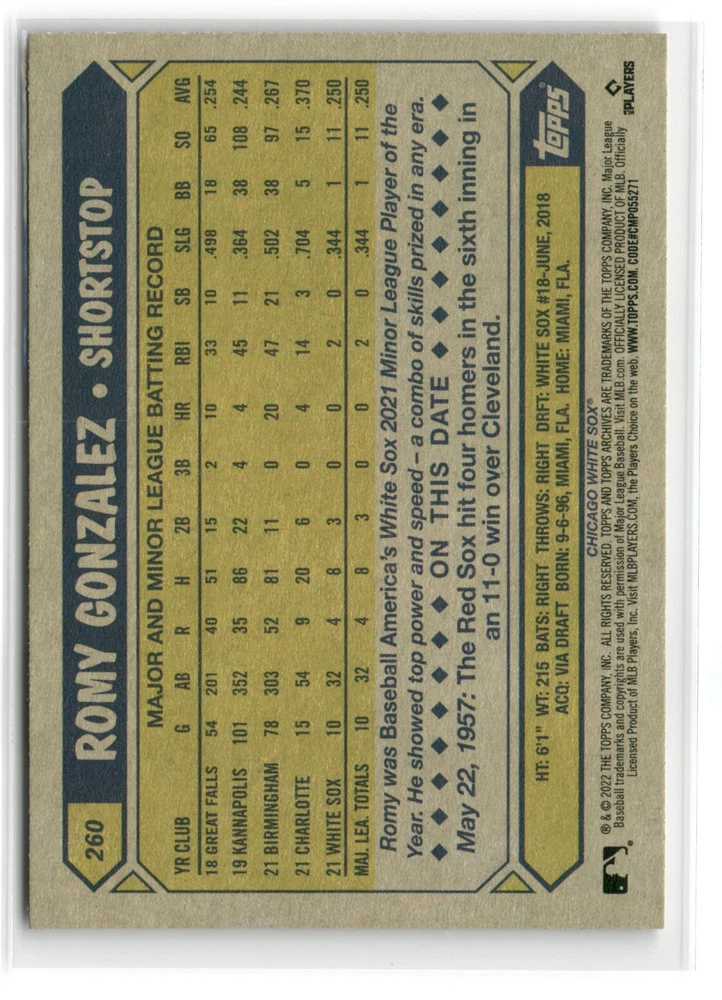 260
ROMY GONZALEZ • SHORTSTOP
MAJOR AND MINOR LEAGUE BATTING RECORD
YR CLUB G AB R H 2B 3B HR RBI SB SLG BB SO AVG
18 GREAT FALLS 54 201 40 51 15 2 10 33 10 .498 18 65 .254
19 KANNAPOLIS 101 352 35 86 22 4 4 45 11 .364 38 108 .244
21 BIRMINGHAM 78 303 52 81 11 0 20 47 21 .502 38 97 .267
21 CHARLOTTE 15 54 9 20 6 0 4 14 3 .704 5 15 .370
21 WHITE SOX 10 32 4 8 3 0 0 2 0 .344 1 11 .250
MAJ. LEA. TOTALS 10 32 4 8 3 0 0 2 0 .344 1 11 .250
Romy was Baseball America's White Sox 2021 Minor League Player of the
Year. He showed top power and speed – a combo of skills prized in any era.
◆ ◆ ◆ ◆ ◆ ◆ ◆ ◆ ON THIS DATE ◆ ◆ ◆ ◆ ◆ ◆ ◆ ◆
May 22, 1957: The Red Sox hit four homers in the sixth inning in
an 11-0 win over Cleveland.
topps
HT: 6'1" WT: 215 BATS: RIGHT THROWS: RIGHT DRFT: WHITE SOX #18-JUNE, 2018
ACQ: VIA DRAFT BORN: 9-6-96, MIAMI, FLA. HOME: MIAMI, FLA.
CHICAGO WHITE SOX®
® & © 2022 THE TOPPS COMPANY, INC. ALL RIGHTS RESERVED. TOPPS AND TOPPS ARCHIVES ARE TRADEMARKS OF THE TOPPS COMPANY, INC. Major League
Baseball trademarks and copyrights are used with permission of Major League Baseball. Visit MLB.com. OFFICIALLY LICENSED PRODUCT OF MLB. Officially
Licensed Product of MLB Players, Inc. Visit MLBPLAYERS.COM, the Players Choice on the web. WWW.TOPPS.COM. CODE#CMP055271
MLB PLAYERS